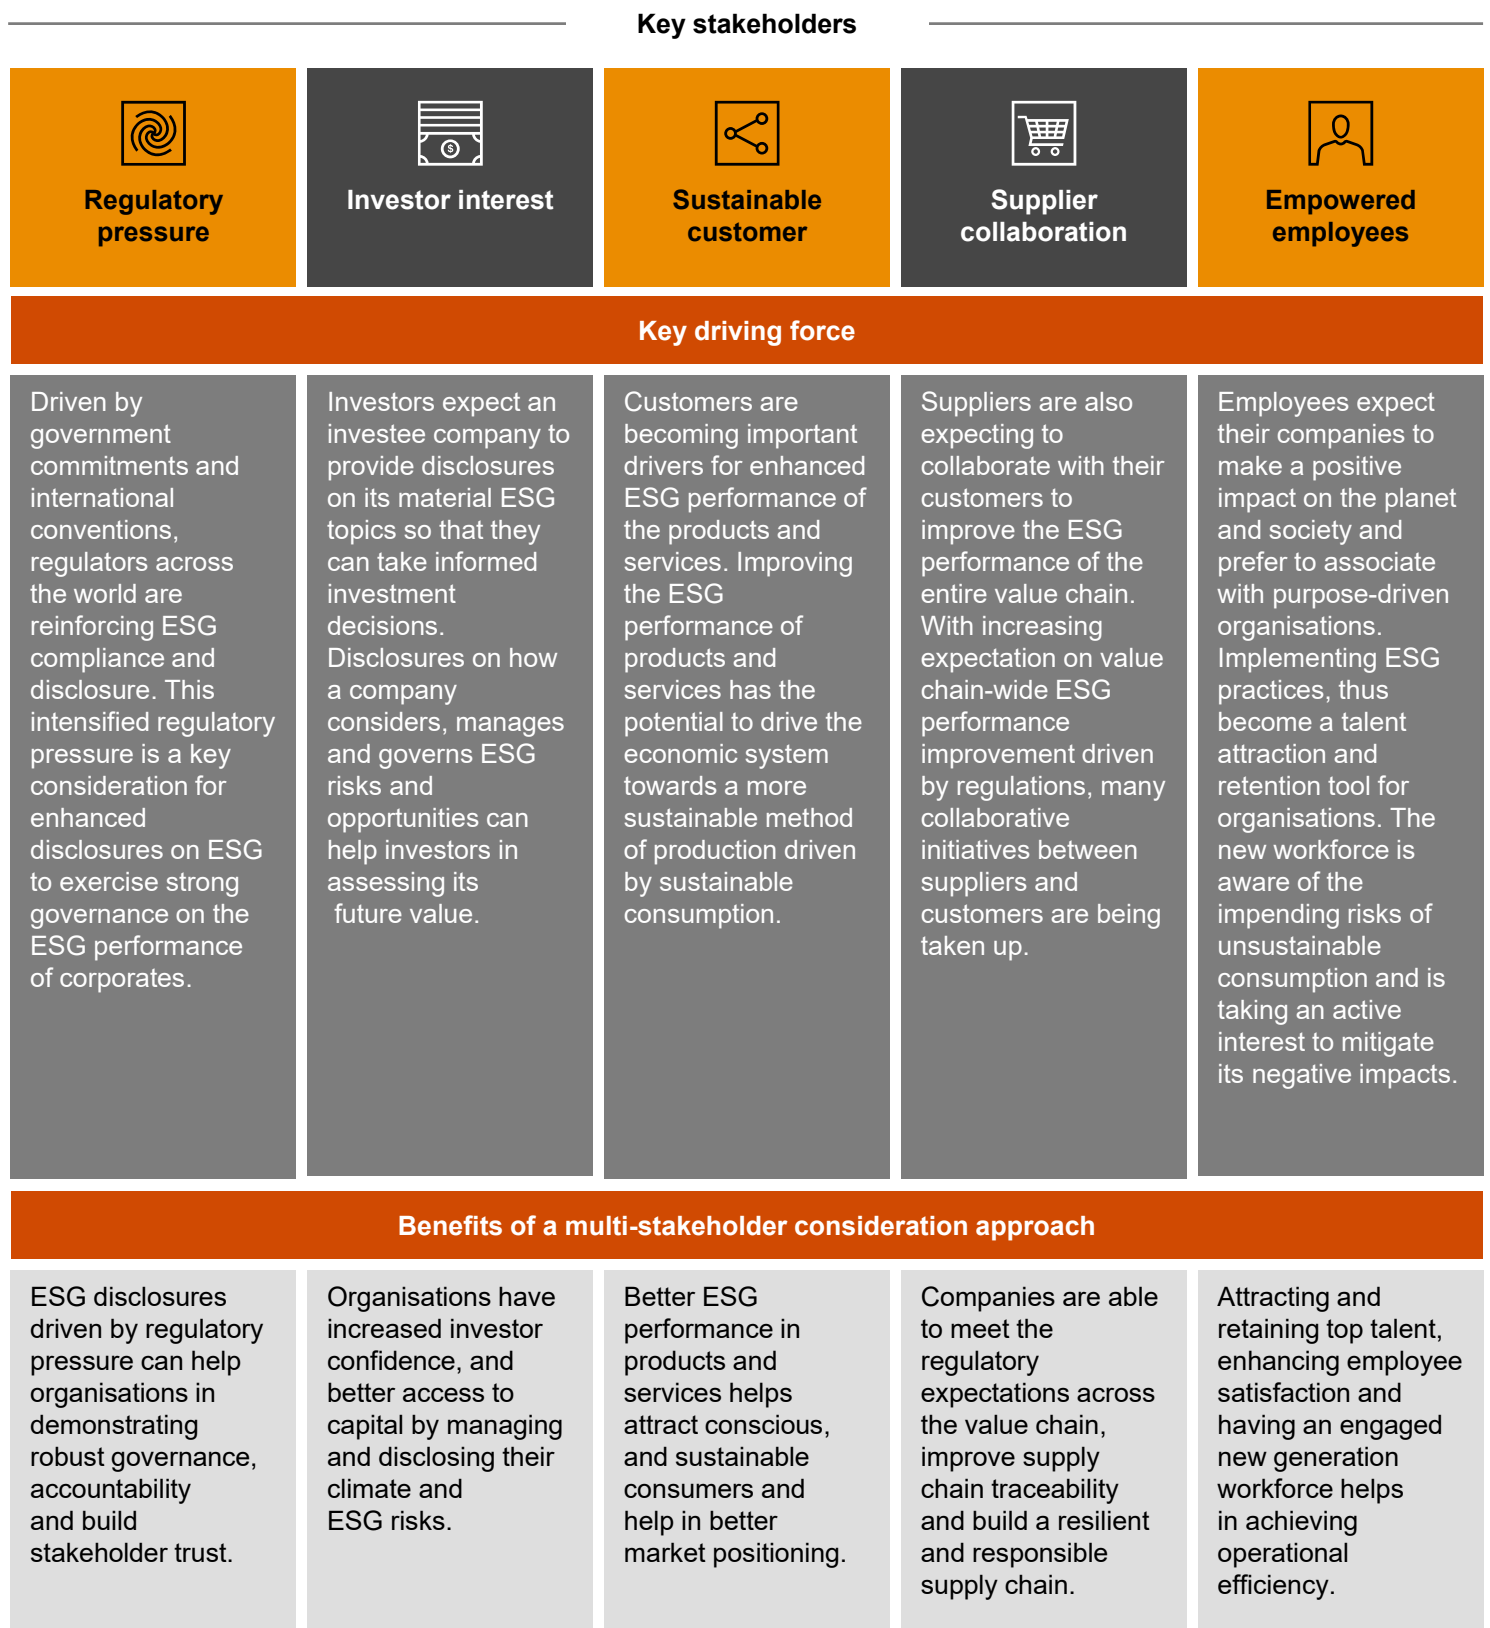 Key stakeholders
Regulatory
pressure
Investor interest
Sustainable
customer
Supplier
collaboration
Empowered
employees
Key driving force
Driven by
government
commitments and
international
conventions,
regulators across
the world are
reinforcing ESG
compliance and
disclosure. This
intensified regulatory
pressure is a key
consideration for
enhanced
disclosures on ESG
to exercise strong
governance on the
ESG performance
of corporates.
Investors expect an
investee company to
provide disclosures
on its material ESG
topics so that they
can take informed
investment
decisions.
Disclosures on how
a company
considers, manages
and governs ESG
risks and
opportunities can
help investors in
assessing its
future value.
Customers are
becoming important
drivers for enhanced
ESG performance of
the products and
services. Improving
the ESG
performance of
products and
services has the
potential to drive the
economic system
towards a more
sustainable method
of production driven
by sustainable
consumption.
Suppliers are also
expecting to
collaborate with their
customers to
improve the ESG
performance of the
entire value chain.
With increasing
expectation on value
chain-wide ESG
performance
improvement driven
by regulations, many
collaborative
initiatives between
suppliers and
customers are being
taken up.
Employees expect
their companies to
make a positive
impact on the planet
and society and
prefer to associate
with purpose-driven
organisations.
Implementing ESG
practices, thus
become a talent
attraction and
retention tool for
organisations. The
new workforce is
aware of the
impending risks of
unsustainable
consumption and is
taking an active
interest to mitigate
its negative impacts.
Benefits of a multi-stakeholder consideration approach
ESG disclosures
driven by regulatory
pressure can help
organisations in
demonstrating
robust governance,
accountability
and build
stakeholder trust.
Organisations have
increased investor
confidence, and
better access to
capital by managing
and disclosing their
climate and
ESG risks.
Better ESG
performance in
products and
services helps
attract conscious,
and sustainable
consumers and
help in better
market positioning.
Companies are able
to meet the
regulatory
expectations across
the value chain,
improve supply
chain traceability
and build a resilient
and responsible
supply chain.
Attracting and
retaining top talent,
enhancing employee
satisfaction and
having an engaged
new generation
workforce helps
in achieving
operational
efficiency.